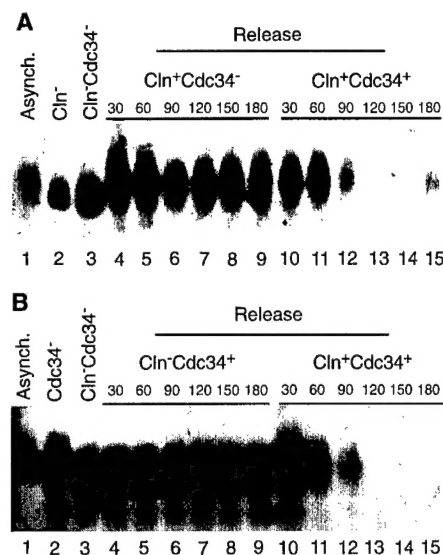 A
Release
Asynch.
Cln⁻
Cln⁻Cdc34⁻
Cln⁺Cdc34⁻
Cln⁺Cdc34⁺
30 60 90 120 150 180 30 60 90 120 150 180
1 2 3 4 5 6 7 8 9 10 11 12 13 14 15
B
Release
Asynch.
Cdc34⁻
Cln⁻Cdc34⁻
Cln⁻Cdc34⁺
Cln⁺Cdc34⁺
30 60 90 120 150 180 30 60 90 120 150 180
1 2 3 4 5 6 7 8 9 10 11 12 13 14 15